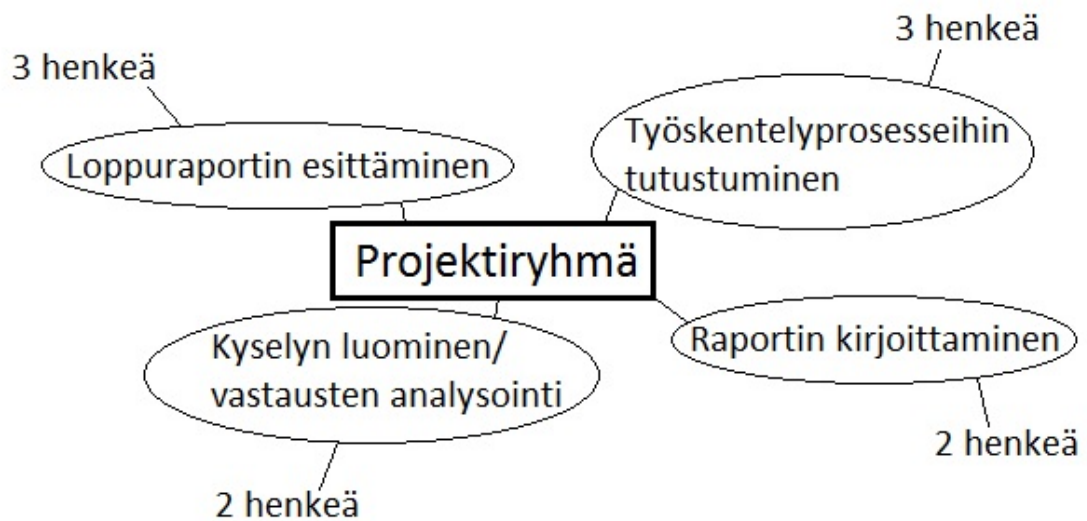 3 henkeä
3 henkeä
Loppuraportin esittäminen
Työskentelyprosesseihin
tutustuminen
Projektiryhmä
Kyselyn luominen/
vastausten analysointi
Raportin kirjoittaminen
2 henkeä
2 henkeä